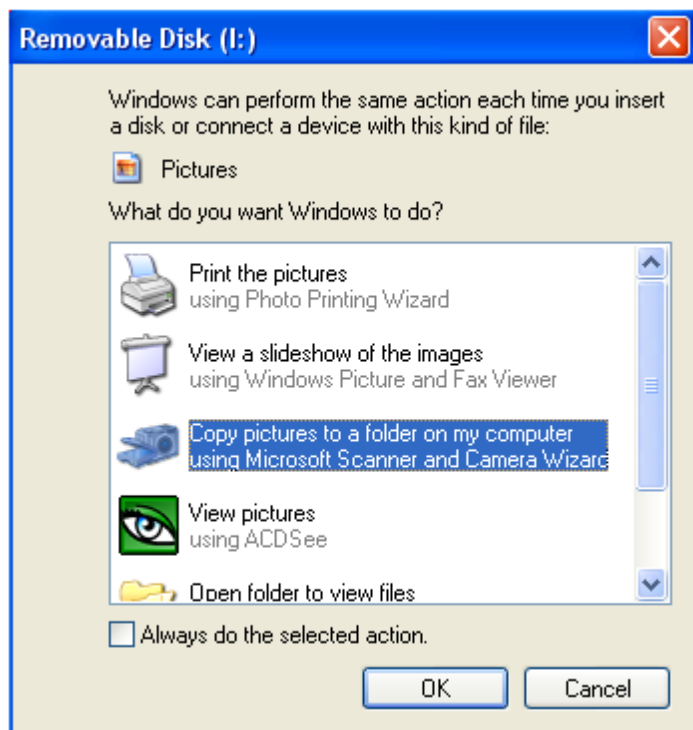 Removable Disk (I:)
Windows can perform the same action each time you insert
a disk or connect a device with this kind of file:
Pictures
What do you want Windows to do?
Print the pictures
using Photo Printing Wizard
View a slideshow of the images
using Windows Picture and Fax Viewer
Copy pictures to a folder on my computer
using Microsoft Scanner and Camera Wizard
View pictures
using ACDSee
Open folder to view files
Always do the selected action.
OK
Cancel